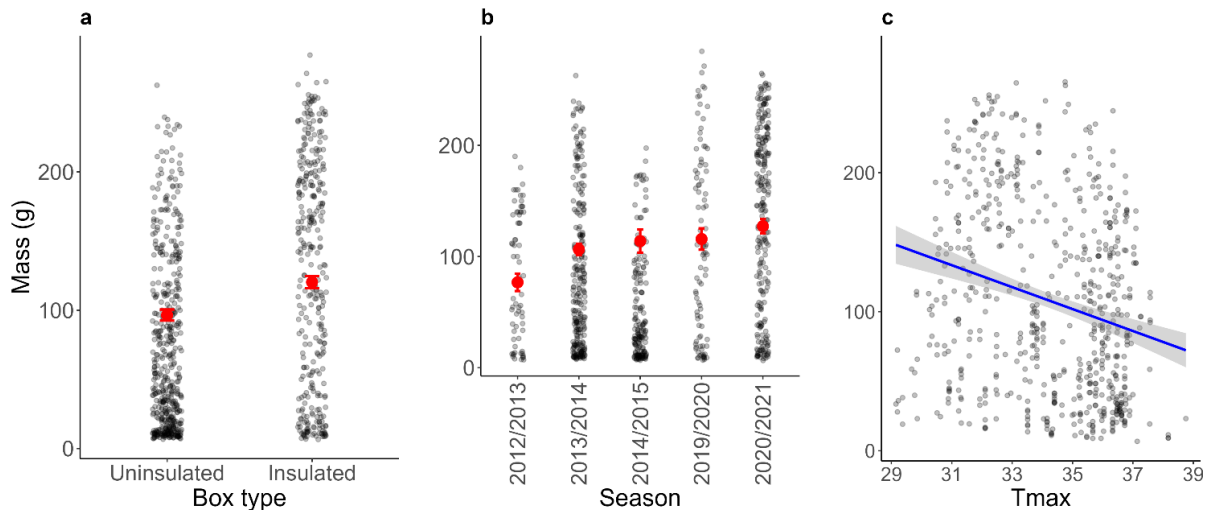 a
b
c
Mass (g)
200
100
0
Uninsulated
Insulated
Box type
200
100
0
2012/2013
2013/2014
2014/2015
2019/2020
2020/2021
Season
200
100
0
29
31
33
35
37
39
Tmax